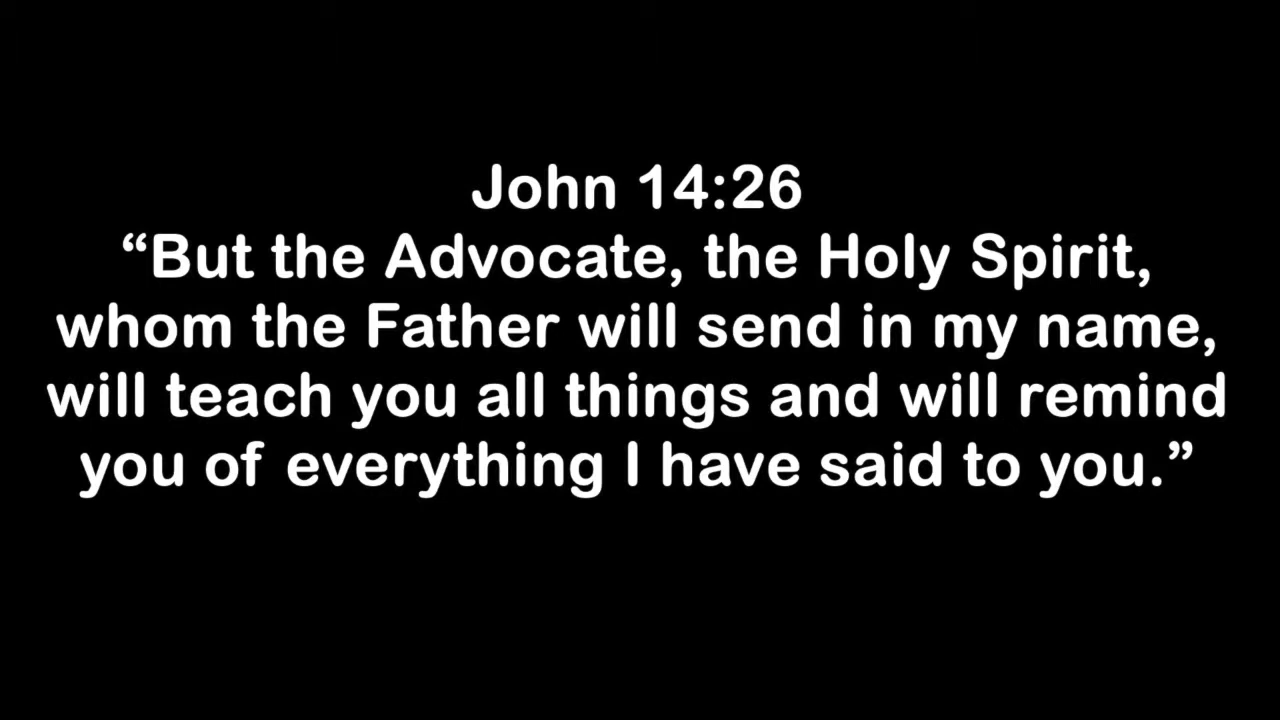 John 14:26
“But the Advocate, the Holy Spirit,
whom the Father will send in my name,
will teach you all things and will remind
you of everything I have said to you.”